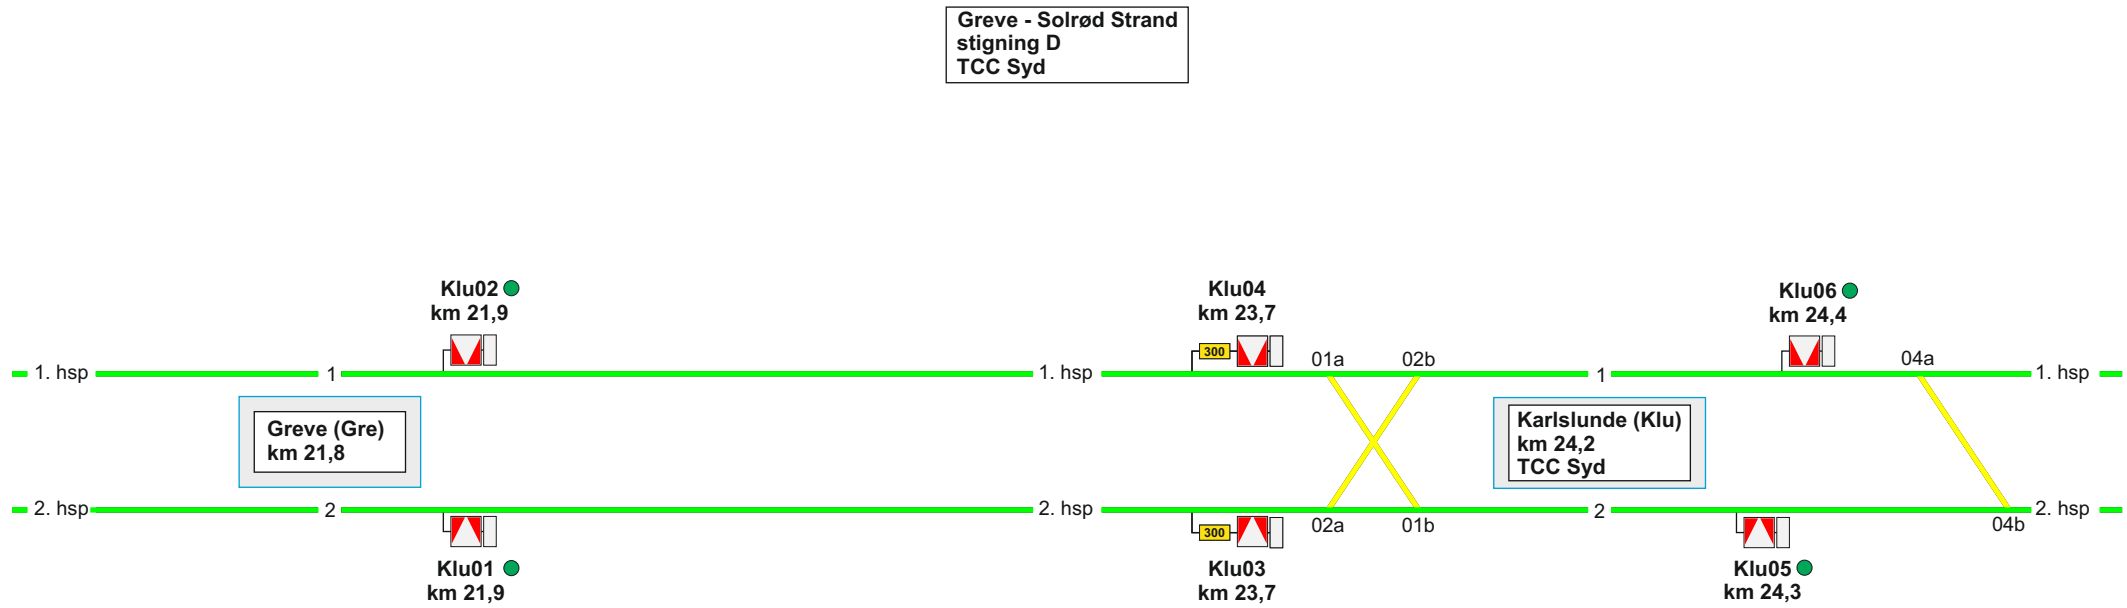 Greve - Solrød Strand
stigning D
TCC Syd
Klu02
km 21,9
Klu04
km 23,7
Klu06
km 24,4
300
01a
02b
04a
1. hsp
1
1. hsp
1
1. hsp
Greve (Gre)
km 21,8
Karlslunde (Klu)
km 24,2
TCC Syd
2. hsp
2
2. hsp
2
2. hsp
300
02a
01b
04b
Klu01
km 21,9
Klu03
km 23,7
Klu05
km 24,3